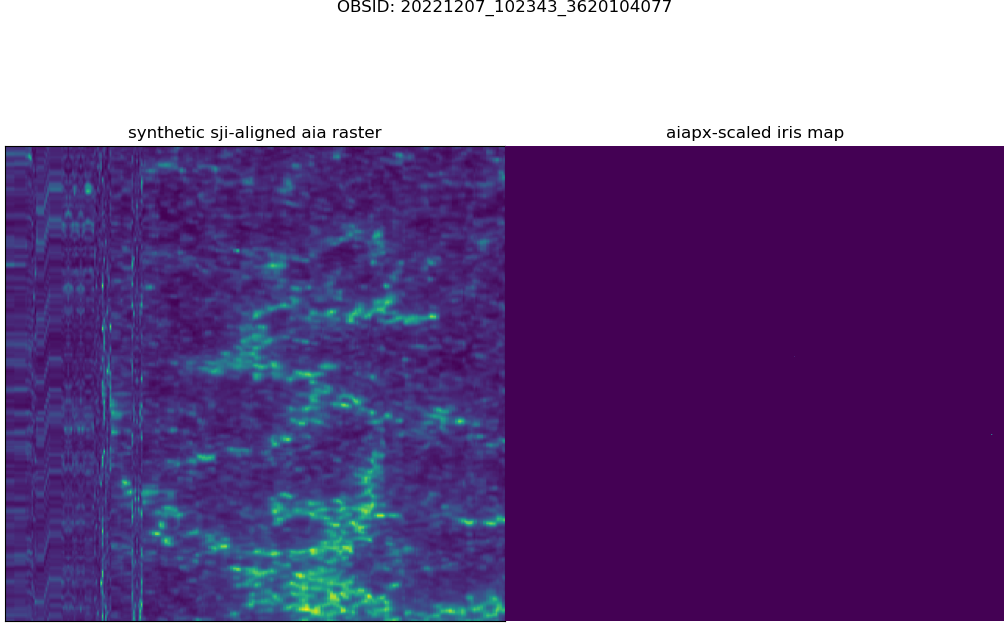 OBSID: 20221207_102343_3620104077
synthetic sji-aligned aia raster
aiapx-scaled iris map